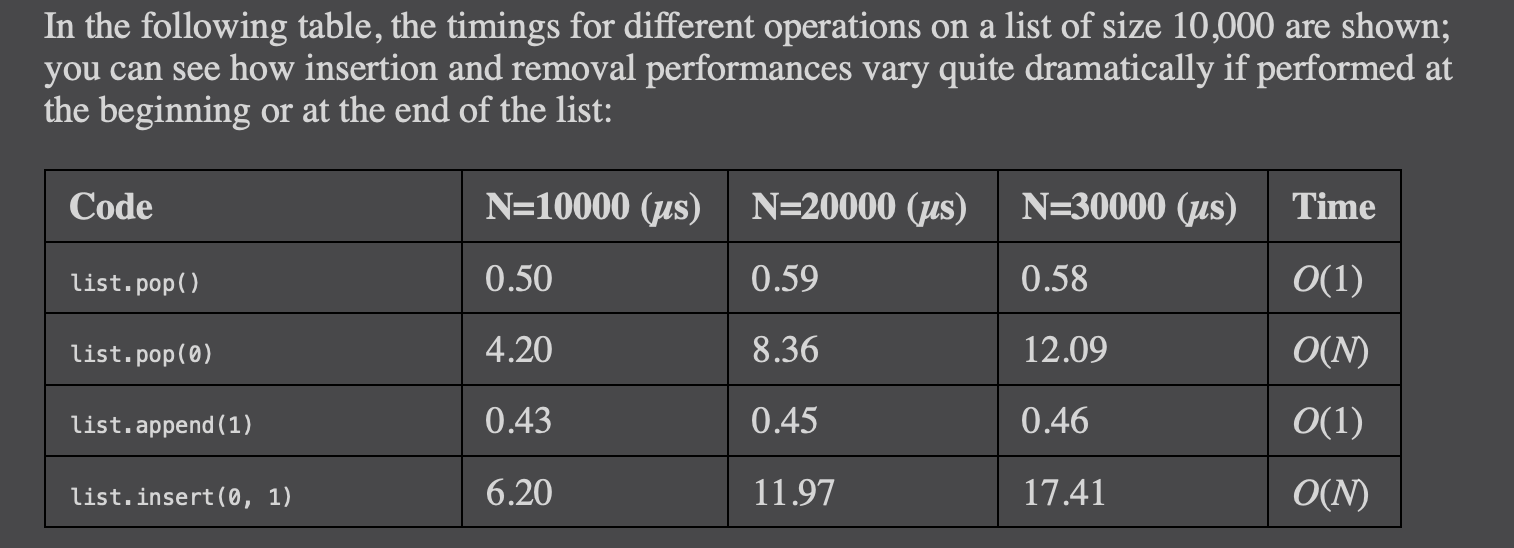 In the following table, the timings for different operations on a list of size 10,000 are shown;
you can see how insertion and removal performances vary quite dramatically if performed at
the beginning or at the end of the list:
Code N=10000 (μs) N=20000 (μs) N=30000 (μs) Time
list.pop() 0.50 0.59 0.58 O(1)
list.pop(0) 4.20 8.36 12.09 O(N)
list.append(1) 0.43 0.45 0.46 O(1)
list.insert(0, 1) 6.20 11.97 17.41 O(N)